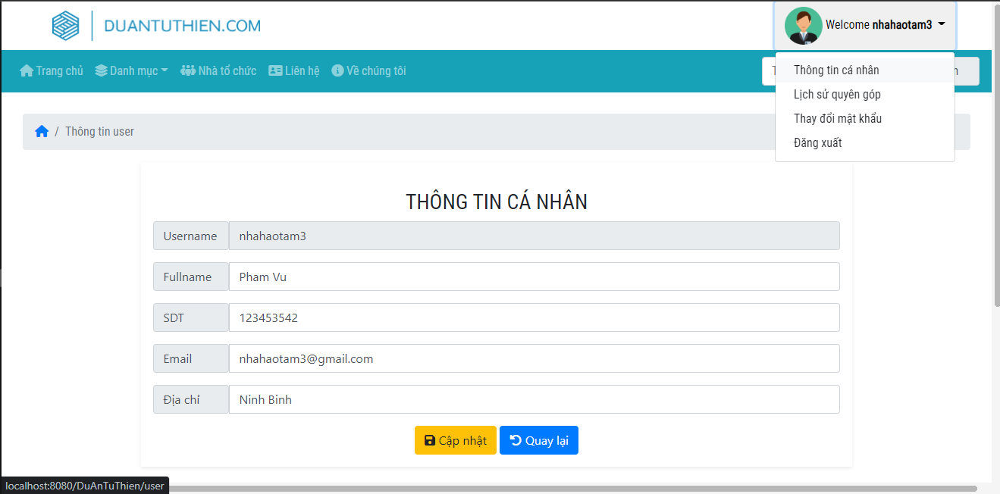 DUANTUTHIEN.COM
Welcome nhahaotam3
Trang chủ Danh mục Nhà tổ chức Liên hệ Về chúng tôi
Thông tin cá nhân
Lịch sử quyên góp
Thay đổi mật khẩu
Đăng xuất
/ Thông tin user
THÔNG TIN CÁ NHÂN
Username nhahaotam3
Fullname Pham Vu
SDT 123453542
Email nhahaotam3@gmail.com
Địa chỉ Ninh Binh
Cập nhật Quay lại
localhost:8080/DuAnTuThien/user